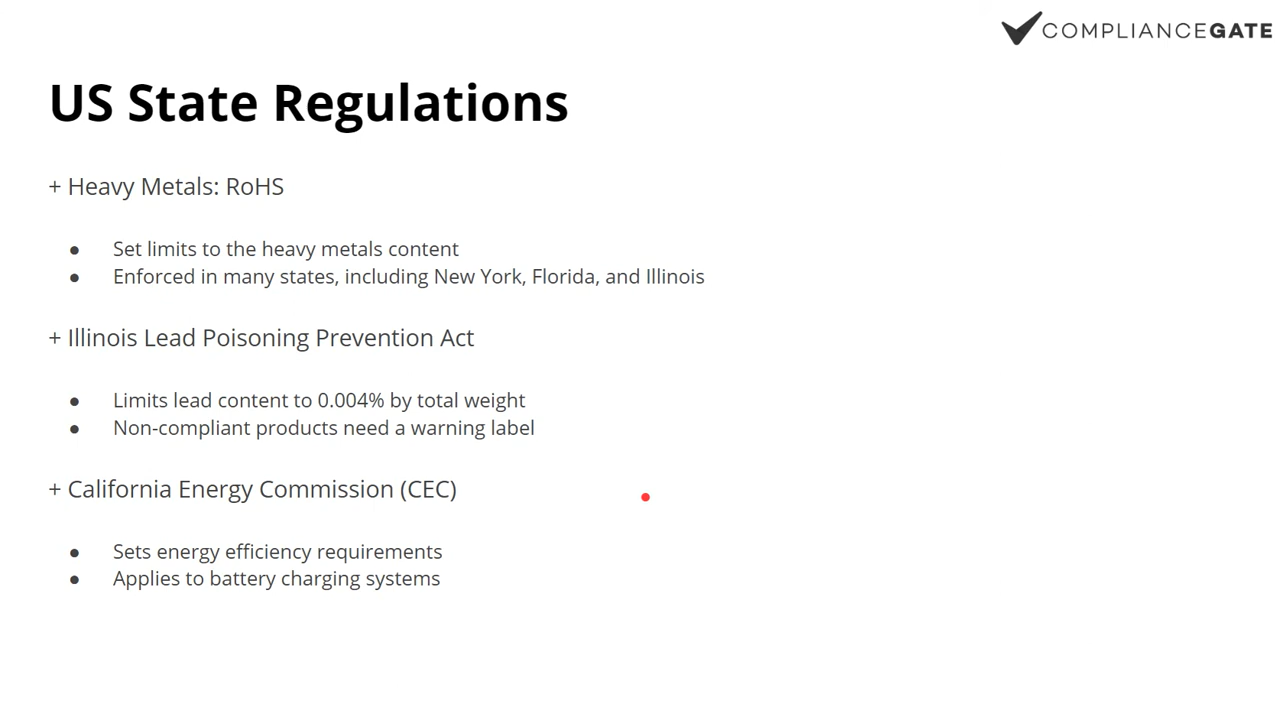 COMPLIANCEGATE
US State Regulations
+ Heavy Metals: RoHS
● Set limits to the heavy metals content
● Enforced in many states, including New York, Florida, and Illinois
+ Illinois Lead Poisoning Prevention Act
● Limits lead content to 0.004% by total weight
● Non-compliant products need a warning label
+ California Energy Commission (CEC)
● Sets energy efficiency requirements
● Applies to battery charging systems